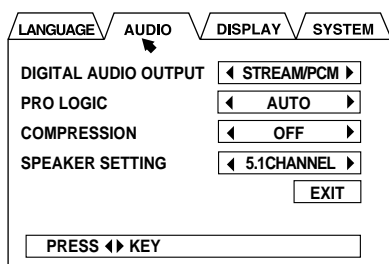 LANGUAGE AUDIO DISPLAY SYSTEM
DIGITAL AUDIO OUTPUT STREAM/PCM
PRO LOGIC AUTO
COMPRESSION OFF
SPEAKER SETTING 5.1CHANNEL
EXIT
PRESS KEY